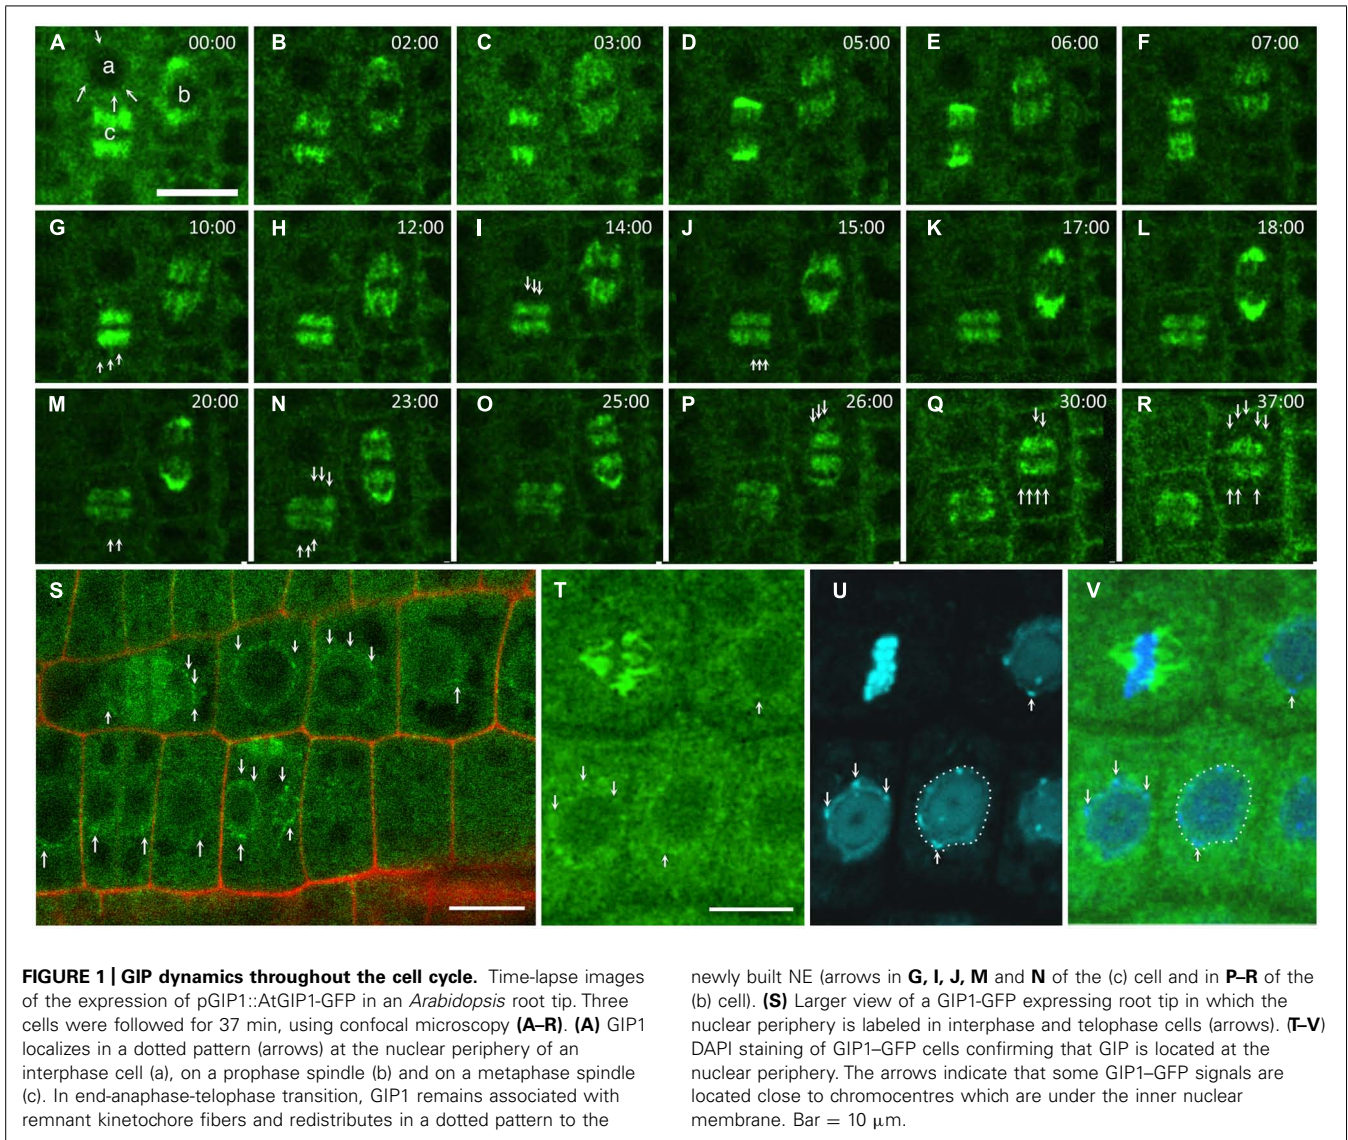 A 00:00
a
b
c
B 02:00
C 03:00
D 05:00
E 06:00
F 07:00
G 10:00
H 12:00
I 14:00
J 15:00
K 17:00
L 18:00
M 20:00
N 23:00
O 25:00
P 26:00
Q 30:00
R 37:00
S
T
U
V
FIGURE 1 | GIP dynamics throughout the cell cycle. Time-lapse images
of the expression of pGIP1::AtGIP1-GFP in an Arabidopsis root tip. Three
cells were followed for 37 min, using confocal microscopy (A–R). (A) GIP1
localizes in a dotted pattern (arrows) at the nuclear periphery of an
interphase cell (a), on a prophase spindle (b) and on a metaphase spindle
(c). In end-anaphase-telophase transition, GIP1 remains associated with
remnant kinetochore fibers and redistributes in a dotted pattern to the
newly built NE (arrows in G, I, J, M and N of the (c) cell and in P–R of the
(b) cell). (S) Larger view of a GIP1-GFP expressing root tip in which the
nuclear periphery is labeled in interphase and telophase cells (arrows). (T–V)
DAPI staining of GIP1–GFP cells confirming that GIP is located at the
nuclear periphery. The arrows indicate that some GIP1–GFP signals are
located close to chromocentres which are under the inner nuclear
membrane. Bar = 10 μm.